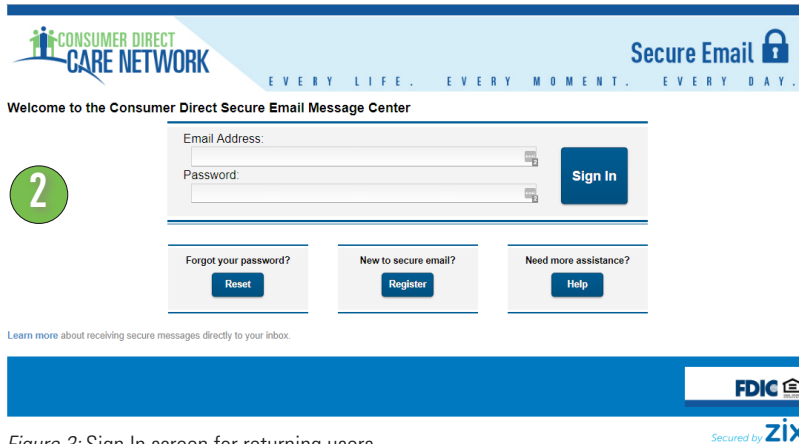 CONSUMER DIRECT
CARE NETWORK
Secure Email
EVERY LIFE. EVERY MOMENT. EVERY DAY.
Welcome to the Consumer Direct Secure Email Message Center
Email Address:
Password:
Sign In
2
Forgot your password?
Reset
New to secure email?
Register
Need more assistance?
Help
Learn more about receiving secure messages directly to your inbox.
FDIC
Figure 2: Sign In screen for returning users
Secured by zix